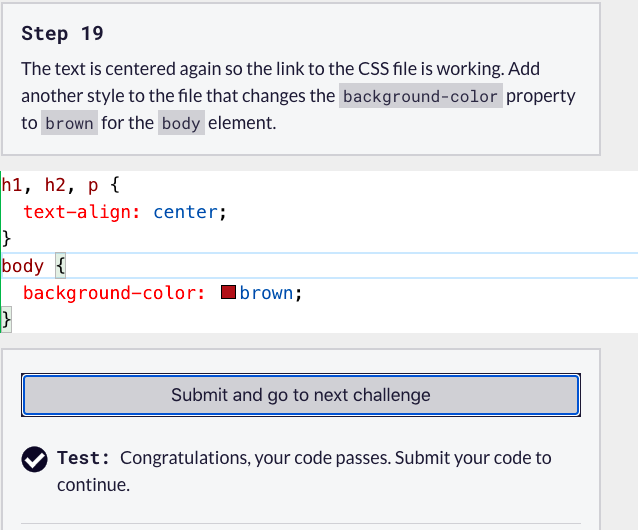 Step 19
The text is centered again so the link to the CSS file is working. Add
another style to the file that changes the background-color property
to brown for the body element.
h1, h2, p {
  text-align: center;
}
body {
  background-color: brown;
}
Submit and go to next challenge
Test: Congratulations, your code passes. Submit your code to
continue.